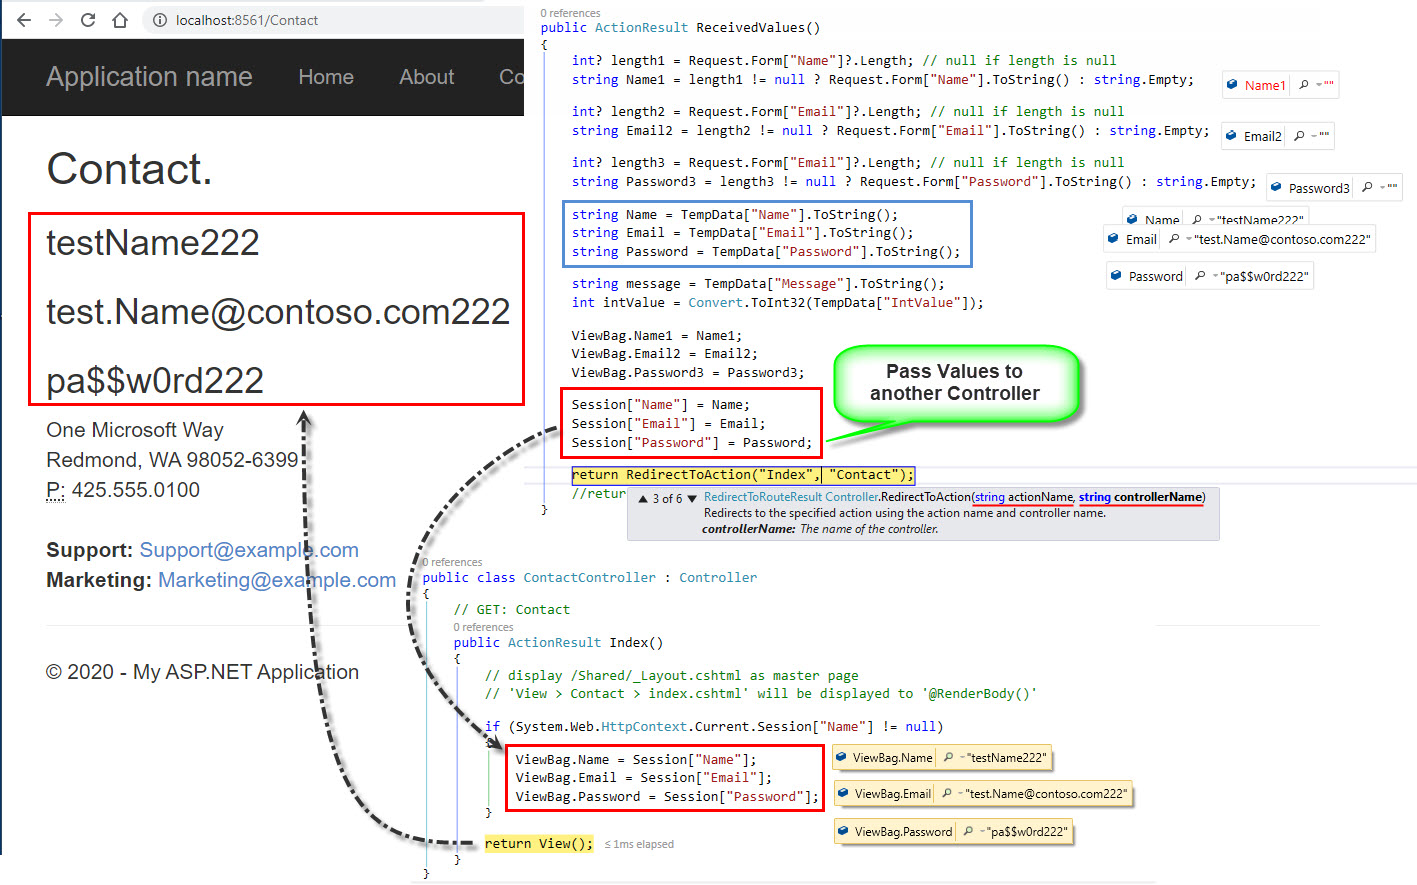 localhost:8561/Contact
Application name
Home
About
Co
Contact.
testName222
test.Name@contoso.com222
pa$$w0rd222
One Microsoft Way
Redmond, WA 98052-6399
P: 425.555.0100
Support: Support@example.com
Marketing: Marketing@example.com
© 2020 - My ASP.NET Application
0 references
public ActionResult ReceivedValues()
{
int? length1 = Request.Form["Name"]?.Length; // null if length is null
string Name1 = length1 != null ? Request.Form["Name"].ToString() : string.Empty;
Name1 ""
int? length2 = Request.Form["Email"]?.Length; // null if length is null
string Email2 = length2 != null ? Request.Form["Email"].ToString() : string.Empty;
Email2 ""
int? length3 = Request.Form["Email"]?.Length; // null if length is null
string Password3 = length3 != null ? Request.Form["Password"].ToString() : string.Empty;
Password3 ""
string Name = TempData["Name"].ToString();
Name "testName222"
string Email = TempData["Email"].ToString();
Email "test.Name@contoso.com222"
string Password = TempData["Password"].ToString();
Password "pa$$w0rd222"
string message = TempData["Message"].ToString();
int intValue = Convert.ToInt32(TempData["IntValue"]);
ViewBag.Name1 = Name1;
ViewBag.Email2 = Email2;
ViewBag.Password3 = Password3;
Pass Values to
another Controller
Session["Name"] = Name;
Session["Email"] = Email;
Session["Password"] = Password;
return RedirectToAction("Index", "Contact");
//retur
3 of 6 RedirectToRouteResult Controller.RedirectToAction(string actionName, string controllerName)
Redirects to the specified action using the action name and controller name.
controllerName: The name of the controller.
}
0 references
public class ContactController : Controller
{
// GET: Contact
0 references
public ActionResult Index()
{
// display /Shared/_Layout.cshtml as master page
// 'View > Contact > index.cshtml' will be displayed to '@RenderBody()'
if (System.Web.HttpContext.Current.Session["Name"] != null)
{
ViewBag.Name = Session["Name"];
ViewBag.Name "testName222"
ViewBag.Email = Session["Email"];
ViewBag.Email "test.Name@contoso.com222"
ViewBag.Password = Session["Password"];
ViewBag.Password "pa$$w0rd222"
}
return View(); ≤ 1ms elapsed
}
}